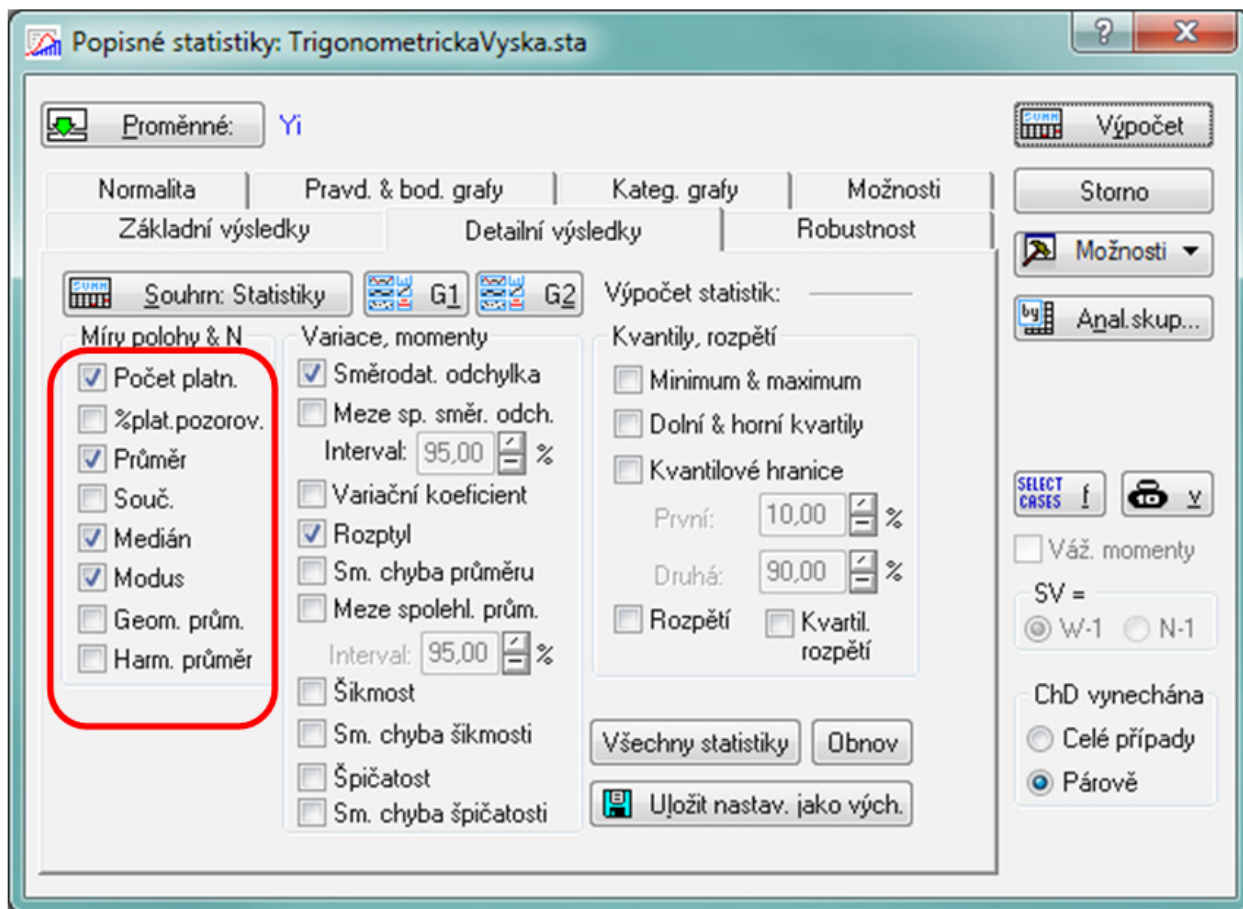 Popisné statistiky: TrigonometrickaVyska.sta
? X
Proměnné: Yi
SUMM Výpočet
Normalita Pravd. & bod. grafy Kateg. grafy Možnosti
Storno
Základní výsledky Detailní výsledky Robustnost
Možnosti
SUMM Souhrn: Statistiky G1 G2 Výpočet statistik:
by Anal.skup...
Míry polohy & N
Počet platn.
%plat.pozorov.
Průměr
Souč.
Medián
Modus
Geom. prům.
Harm. průměr
Variace, momenty
Směrodat. odchylka
Meze sp. směr. odch.
Interval: 95,00 %
Variační koeficient
Rozptyl
Sm. chyba průměru
Meze spolehl. prům.
Interval: 95,00 %
Šikmost
Sm. chyba šikmosti
Špičatost
Sm. chyba špičatosti
Kvantily, rozpětí
Minimum & maximum
Dolní & horní kvartily
Kvantilové hranice
První: 10,00 %
Druhá: 90,00 %
Rozpětí Kvartil.
rozpětí
Všechny statistiky Obnov
Uložit nastav. jako vých.
SELECT
CASES f v
Váž. momenty
SV =
W-1 N-1
ChD vynechána
Celé případy
Párově